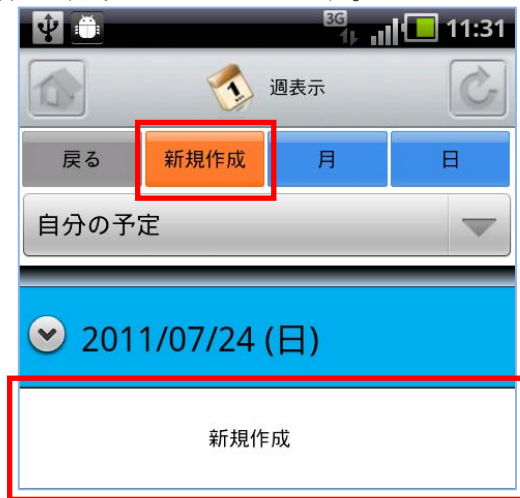 3G 11:31
週表示
戻る 新規作成 月 日
自分の予定
2011/07/24 (日)
新規作成